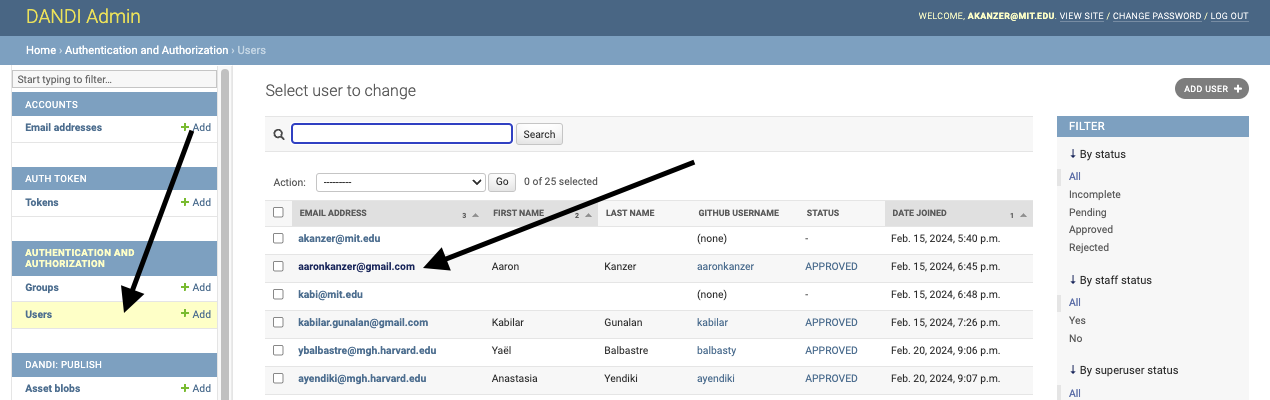 DANDI Admin
WELCOME, AKANZER@MIT.EDU. VIEW SITE / CHANGE PASSWORD / LOG OUT
Home › Authentication and Authorization › Users
Start typing to filter...
ACCOUNTS
Email addresses + Add
AUTH TOKEN
Tokens + Add
AUTHENTICATION AND
AUTHORIZATION
Groups + Add
Users + Add
DANDI: PUBLISH
Asset blobs + Add
Select user to change
ADD USER +
Search
Action: --------- Go 0 of 25 selected
EMAIL ADDRESS 3 FIRST NAME 2 LAST NAME GITHUB USERNAME STATUS DATE JOINED 1
akanzer@mit.edu (none) - Feb. 15, 2024, 5:40 p.m.
aaronkanzer@gmail.com Aaron Kanzer aaronkanzer APPROVED Feb. 15, 2024, 6:45 p.m.
kabi@mit.edu (none) - Feb. 15, 2024, 6:48 p.m.
kabilar.gunalan@gmail.com Kabilar Gunalan kabilar APPROVED Feb. 15, 2024, 7:26 p.m.
ybalbastre@mgh.harvard.edu Yaël Balbastre balbasty APPROVED Feb. 20, 2024, 9:06 p.m.
ayendiki@mgh.harvard.edu Anastasia Yendiki ayendiki APPROVED Feb. 20, 2024, 9:07 p.m.
FILTER
↓ By status
All
Incomplete
Pending
Approved
Rejected
↓ By staff status
All
Yes
No
↓ By superuser status
All